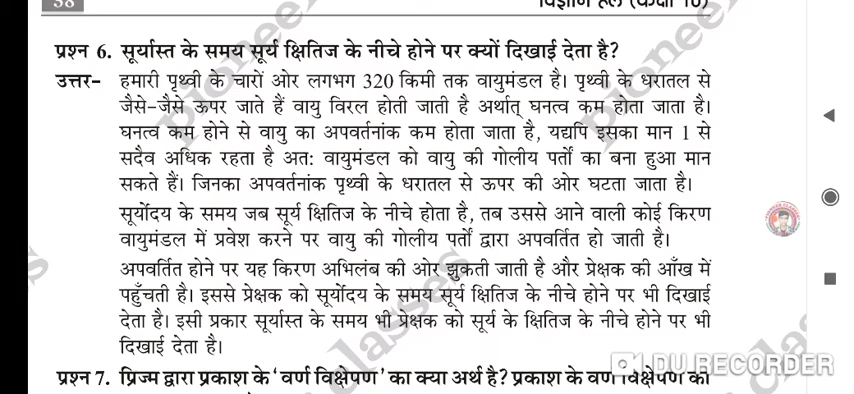 38
विज्ञान हल (कक्षा 10)
प्रश्न 6. सूर्यास्त के समय सूर्य क्षितिज के नीचे होने पर क्यों दिखाई देता है?
उत्तर- हमारी पृथ्वी के चारों ओर लगभग 320 किमी तक वायुमंडल है। पृथ्वी के धरातल से
जैसे-जैसे ऊपर जाते हैं वायु विरल होती जाती है अर्थात् घनत्व कम होता जाता है।
घनत्व कम होने से वायु का अपवर्तनांक कम होता जाता है, यद्यपि इसका मान 1 से
सदैव अधिक रहता है अतः वायुमंडल को वायु की गोलीय पर्तों का बना हुआ मान
सकते हैं। जिनका अपवर्तनांक पृथ्वी के धरातल से ऊपर की ओर घटता जाता है।
सूर्योदय के समय जब सूर्य क्षितिज के नीचे होता है, तब उससे आने वाली कोई किरण
वायुमंडल में प्रवेश करने पर वायु की गोलीय पर्तों द्वारा अपवर्तित हो जाती है।
अपवर्तित होने पर यह किरण अभिलंब की ओर झुकती जाती है और प्रेक्षक की आँख में
पहुँचती है। इससे प्रेक्षक को सूर्योदय के समय सूर्य क्षितिज के नीचे होने पर भी दिखाई
देता है। इसी प्रकार सूर्यास्त के समय भी प्रेक्षक को सूर्य के क्षितिज के नीचे होने पर भी
दिखाई देता है।
प्रश्न 7. प्रिज्म द्वारा प्रकाश के 'वर्ण विक्षेपण' का क्या अर्थ है? प्रकाश के वर्ण विक्षेपण को
Pioneer classes
DU RECORDER